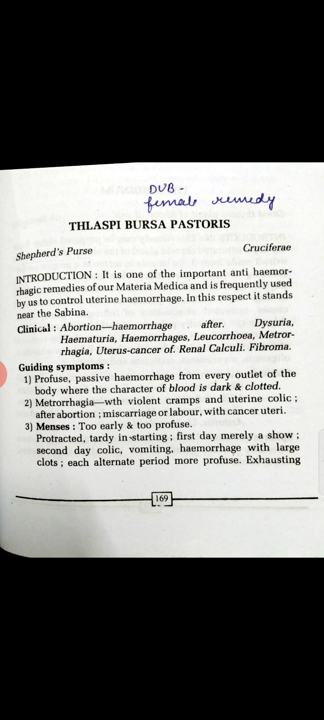 DUB -
female remedy
THLASPI BURSA PASTORIS
Shepherd's Purse Cruciferae
INTRODUCTION : It is one of the important anti haemor-
rhagic remedies of our Materia Medica and is frequently used
by us to control uterine haemorrhage. In this respect it stands
near the Sabina.
Clinical : Abortion—haemorrhage after. Dysuria,
Haematuria, Haemorrhages, Leucorrhoea, Metror-
rhagia, Uterus-cancer of. Renal Calculi. Fibroma.
Guiding symptoms :
1) Profuse, passive haemorrhage from every outlet of the
body where the character of blood is dark & clotted.
2) Metrorrhagia—wth violent cramps and uterine colic ;
after abortion ; miscarriage or labour, with cancer uteri.
3) Menses : Too early & too profuse.
Protracted, tardy in starting ; first day merely a show ;
second day colic, vomiting, haemorrhage with large
clots ; each alternate period more profuse. Exhausting
169